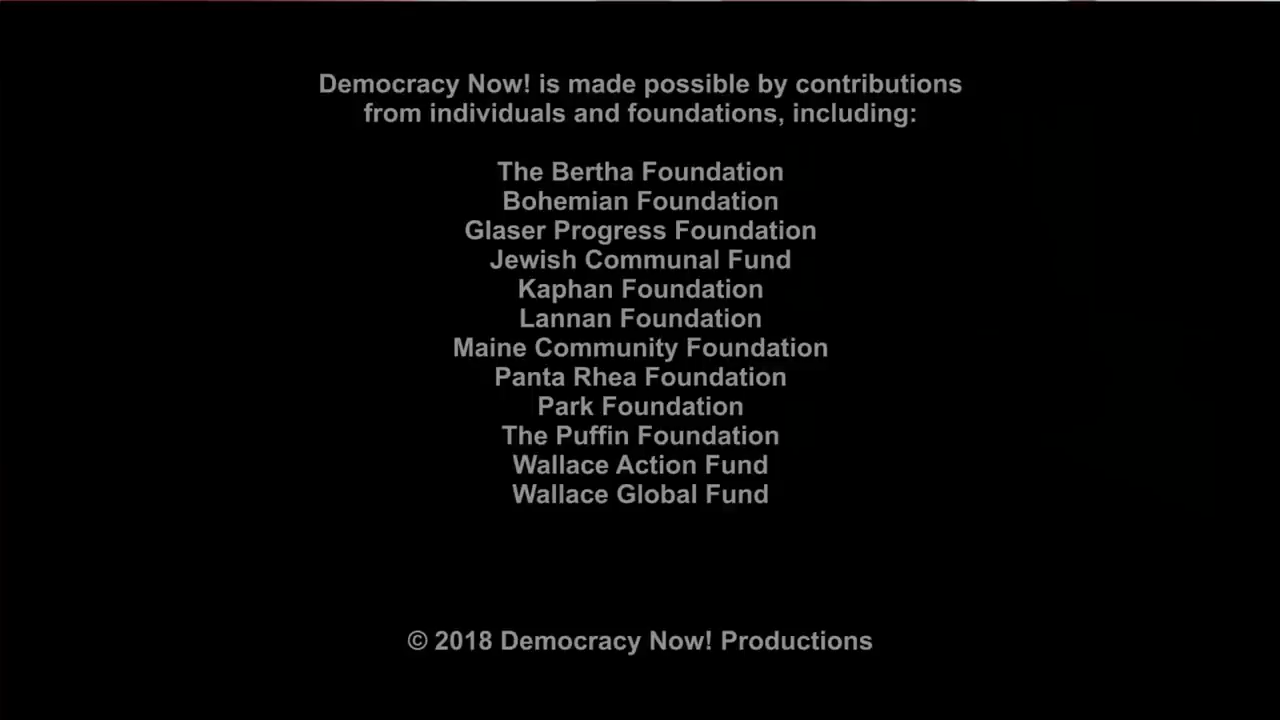 Democracy Now! is made possible by contributions
from individuals and foundations, including:
The Bertha Foundation
Bohemian Foundation
Glaser Progress Foundation
Jewish Communal Fund
Kaphan Foundation
Lannan Foundation
Maine Community Foundation
Panta Rhea Foundation
Park Foundation
The Puffin Foundation
Wallace Action Fund
Wallace Global Fund
© 2018 Democracy Now! Productions